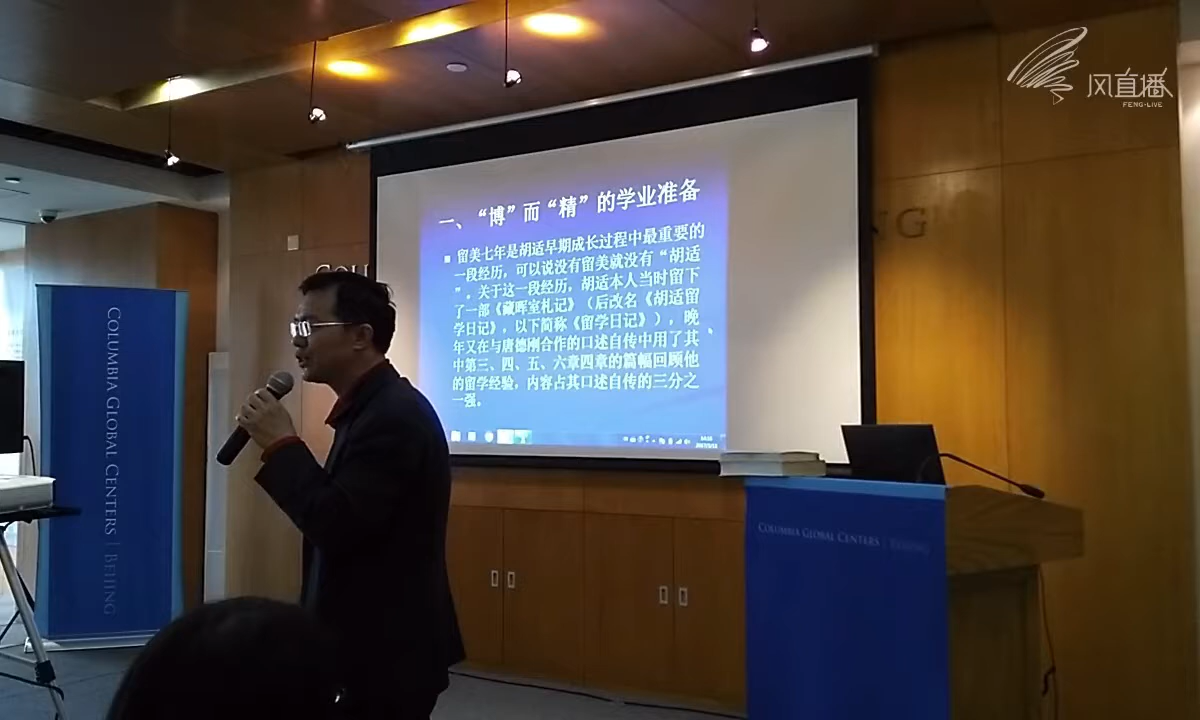 风直播
FENG-LIVE
一、“博”而“精”的学业准备
留美七年是胡适早期成长过程中最重要的
一段经历，可以说没有留美就没有“胡适
”。关于这一段经历，胡适本人当时留下
了一部《藏晖室札记》（后改名《胡适留
学日记》，以下简称《留学日记》），晚
年又在与唐德刚合作的口述自传中用了其
中第三、四、五、六章四章的篇幅回顾他
的留学经验，内容占其口述自传的三分之
一强。
COLUMBIA GLOBAL CENTERS | BEIJING
COLUMBIA GLOBAL CENTERS | BEIJING